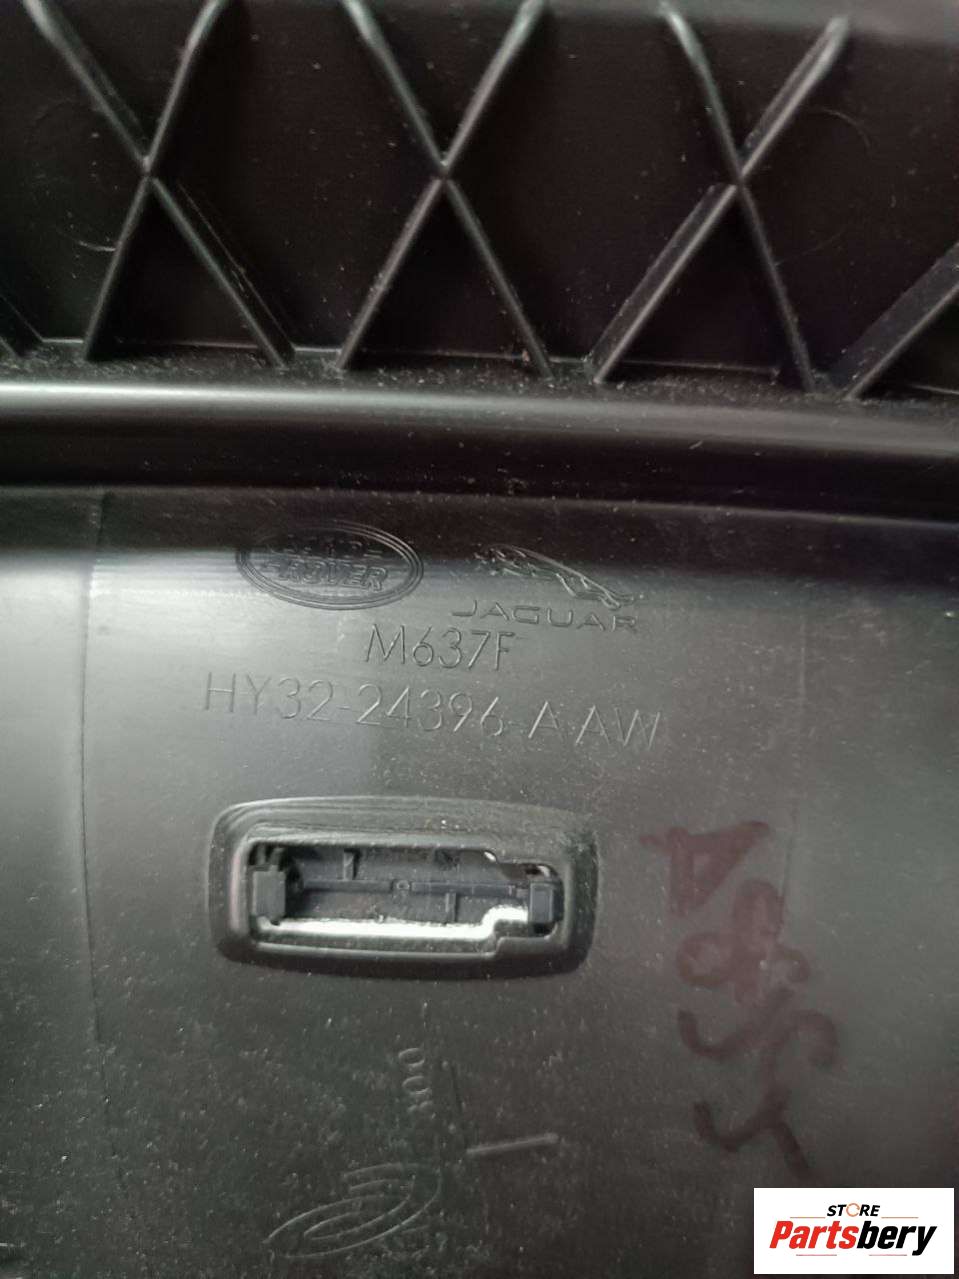 LAND
ROVER
JAGUAR
M637F
HY32-24396-AAW
STORE
Partsbery